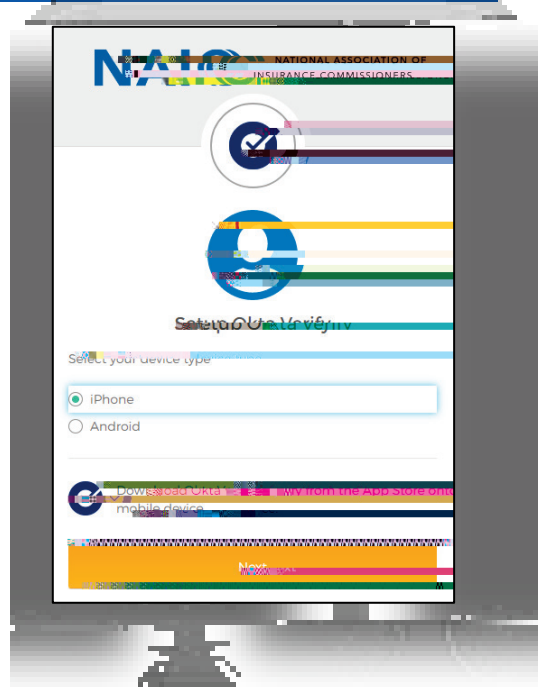 NAIC NATIONAL ASSOCIATION OF
INSURANCE COMMISSIONERS
Setup Okta Verify
Select your device type
iPhone
Android
Download Okta from the App Store onto
mobile device
Next